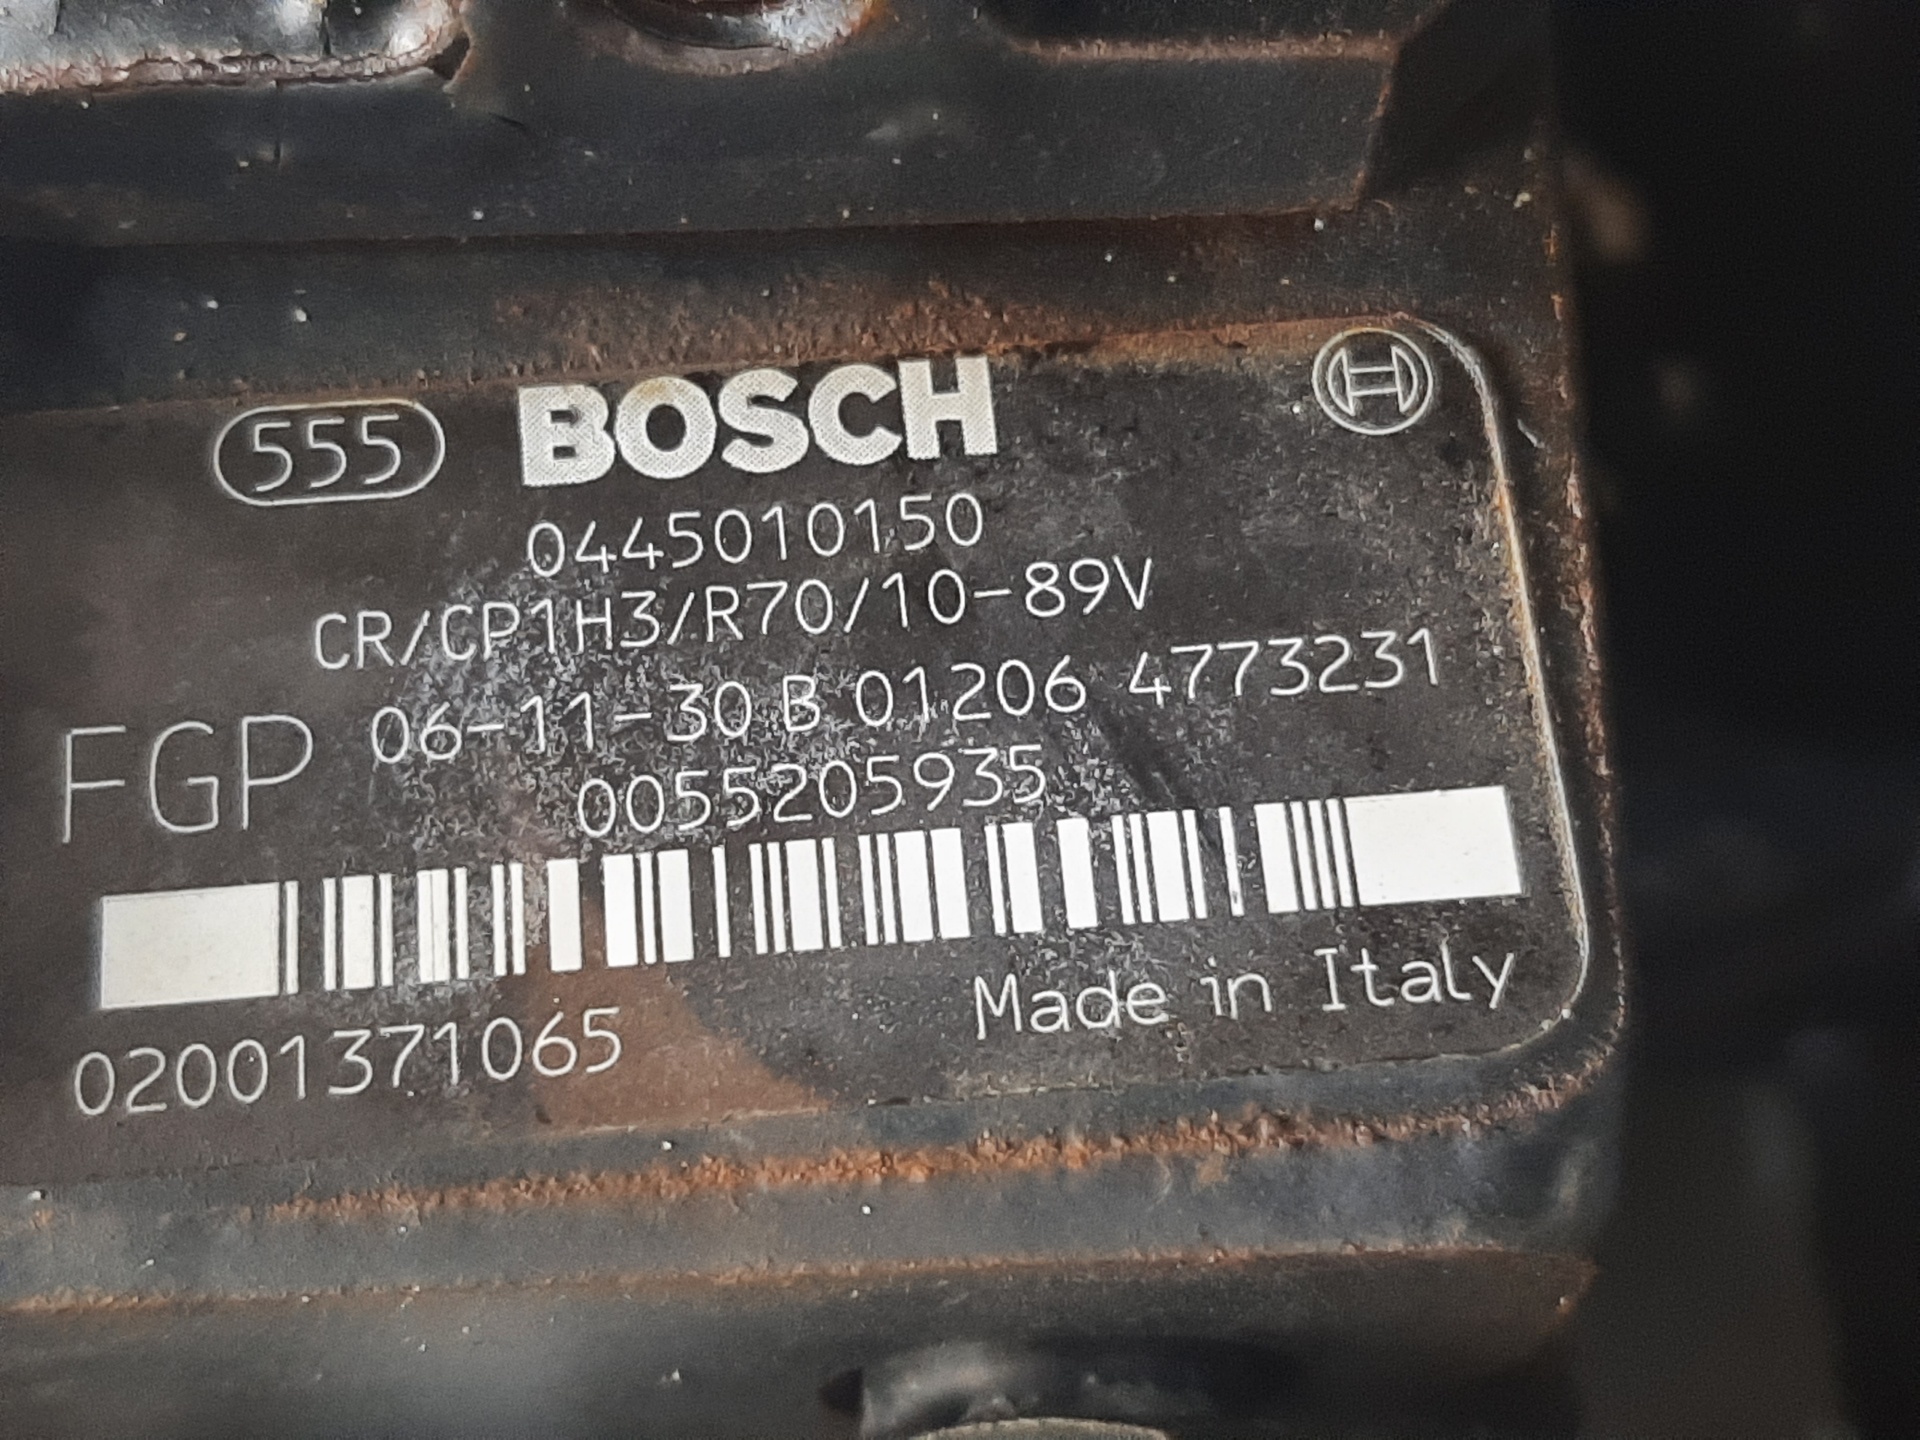 555 BOSCH
0445010150
CR/CP1H3/R70/10-89V
FGP 06-11-30 B 01206 4773231
0055205935
02001371065
Made in Italy